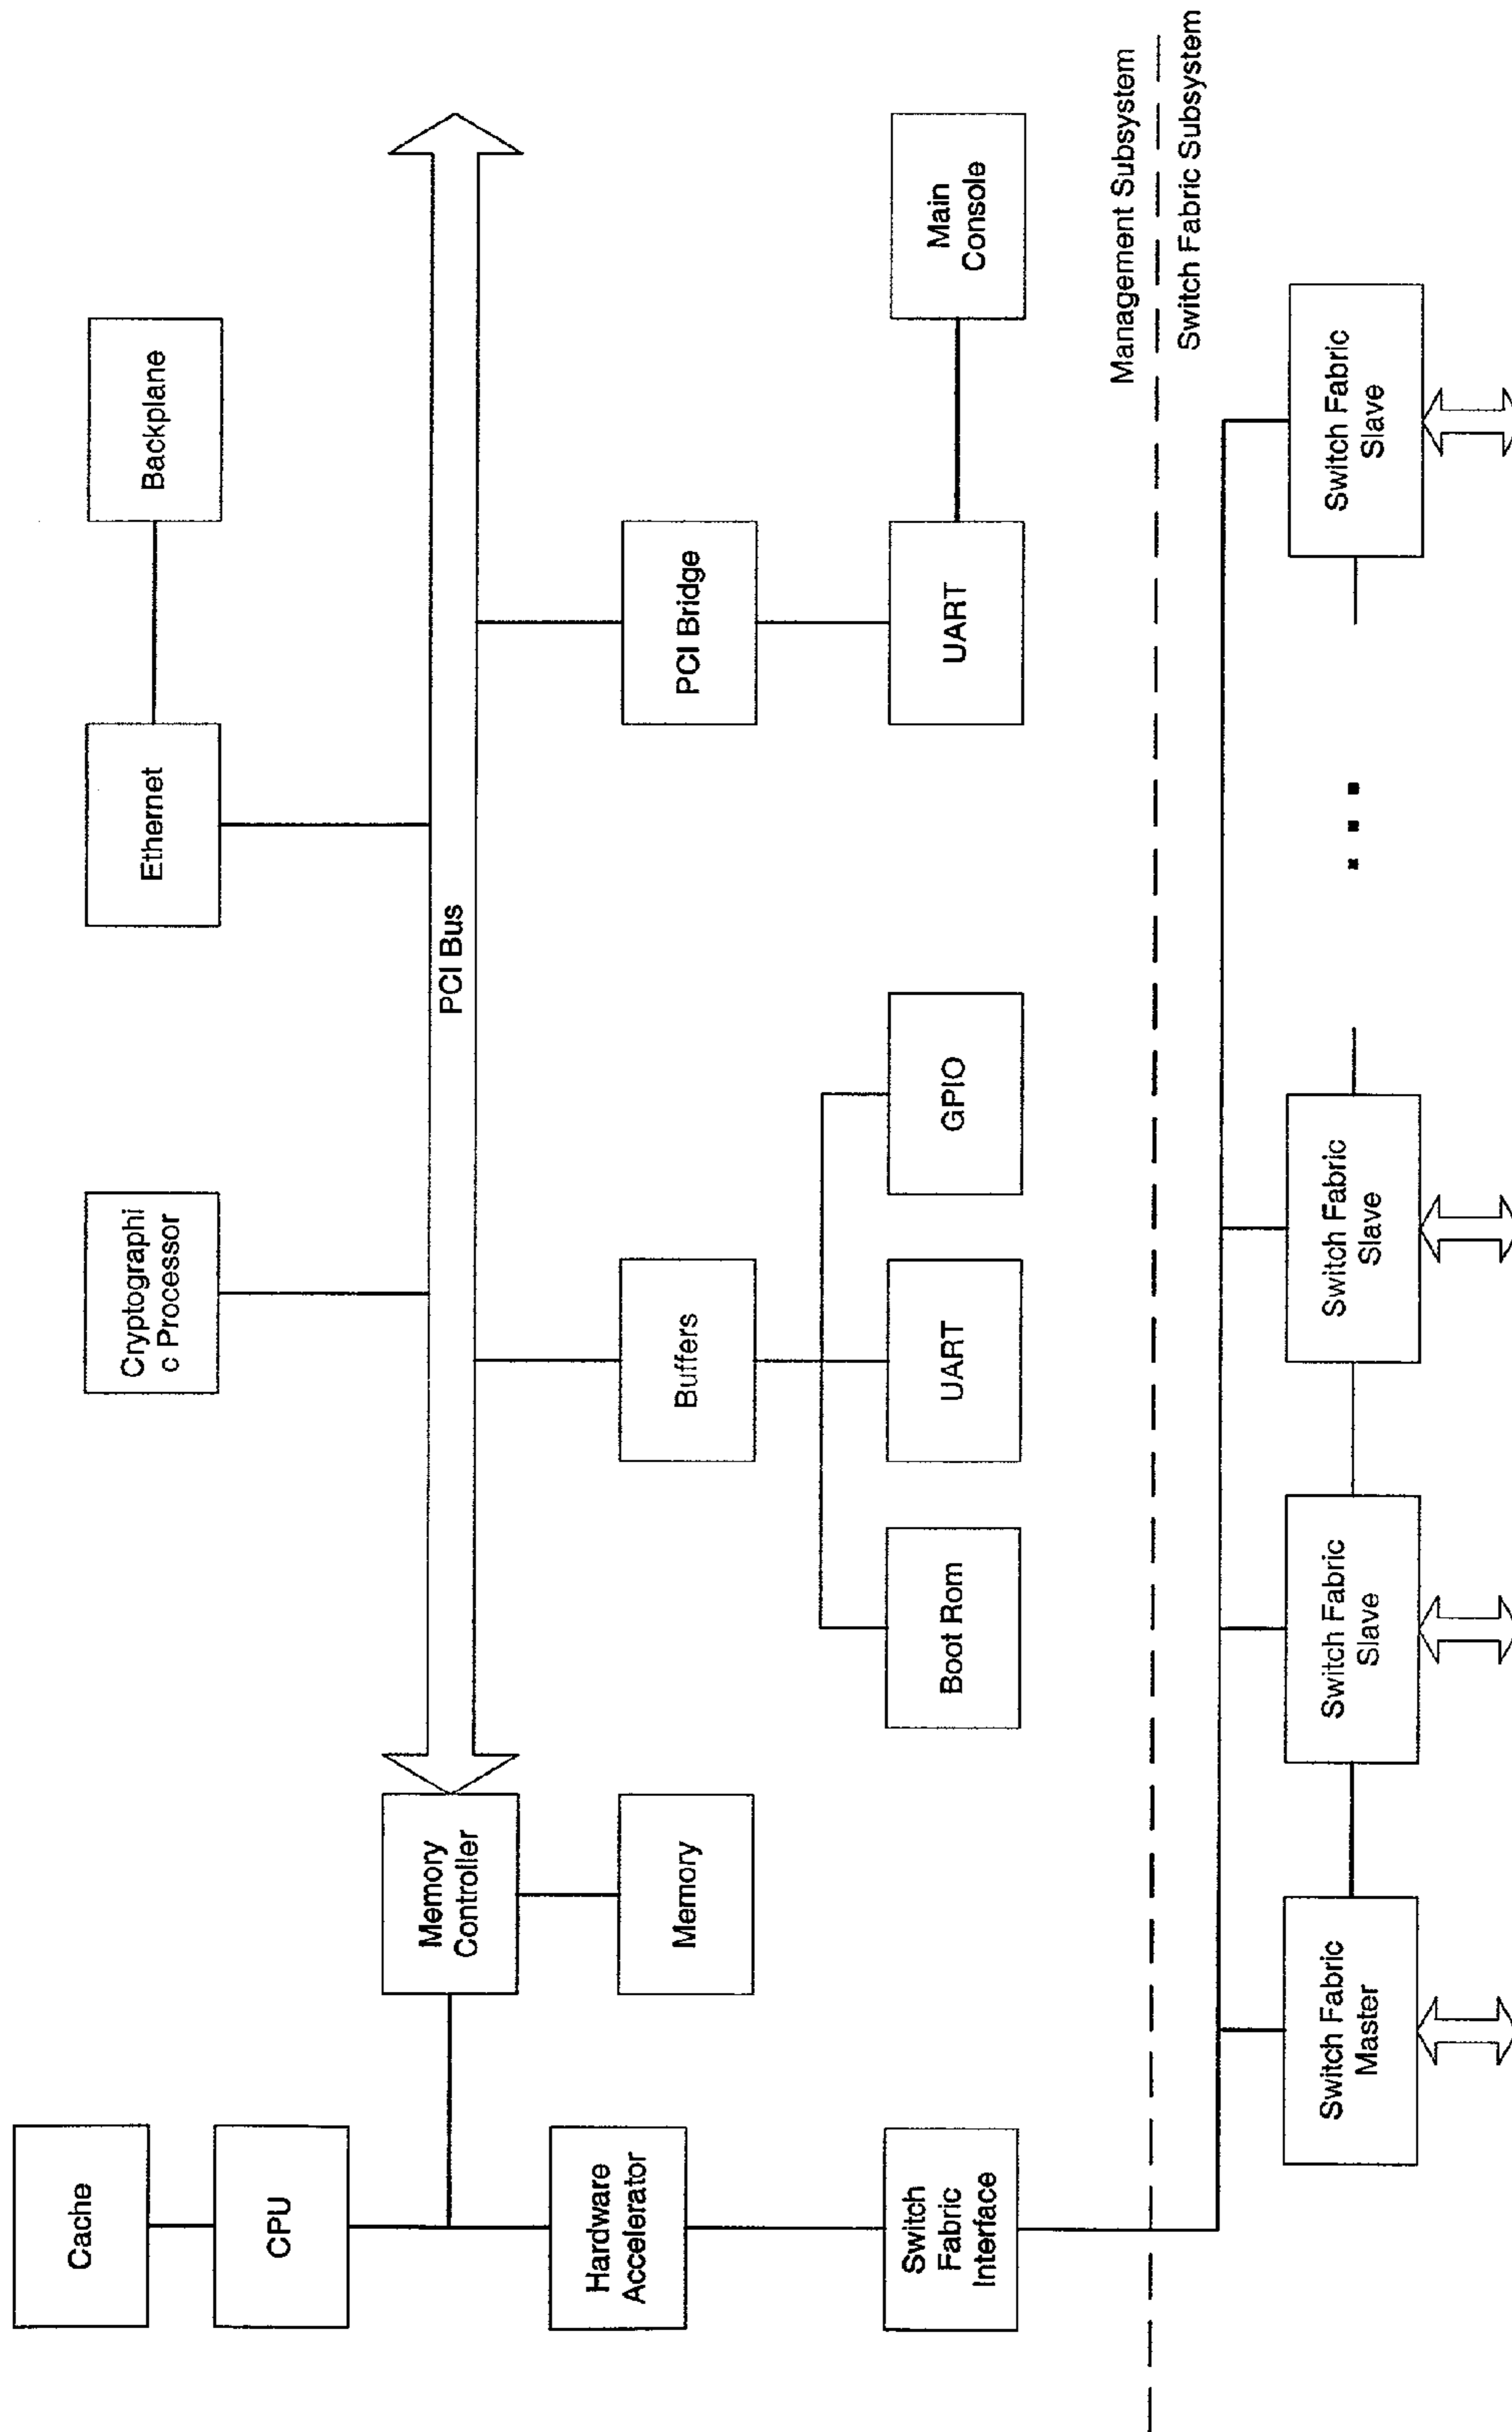 Cache
Backplane
Ethernet
Cryptographi
c Processor
CPU
PCI Bus
Memory
Controller
Hardware
Accelerator
Memory
Buffers
PCI Bridge
Switch
Fabric
Interface
Boot Rom
UART
GPIO
UART
Main
Console
Management Subsystem
Switch Fabric Subsystem
Switch Fabric
Master
Switch Fabric
Slave
Switch Fabric
Slave
Switch Fabric
Slave